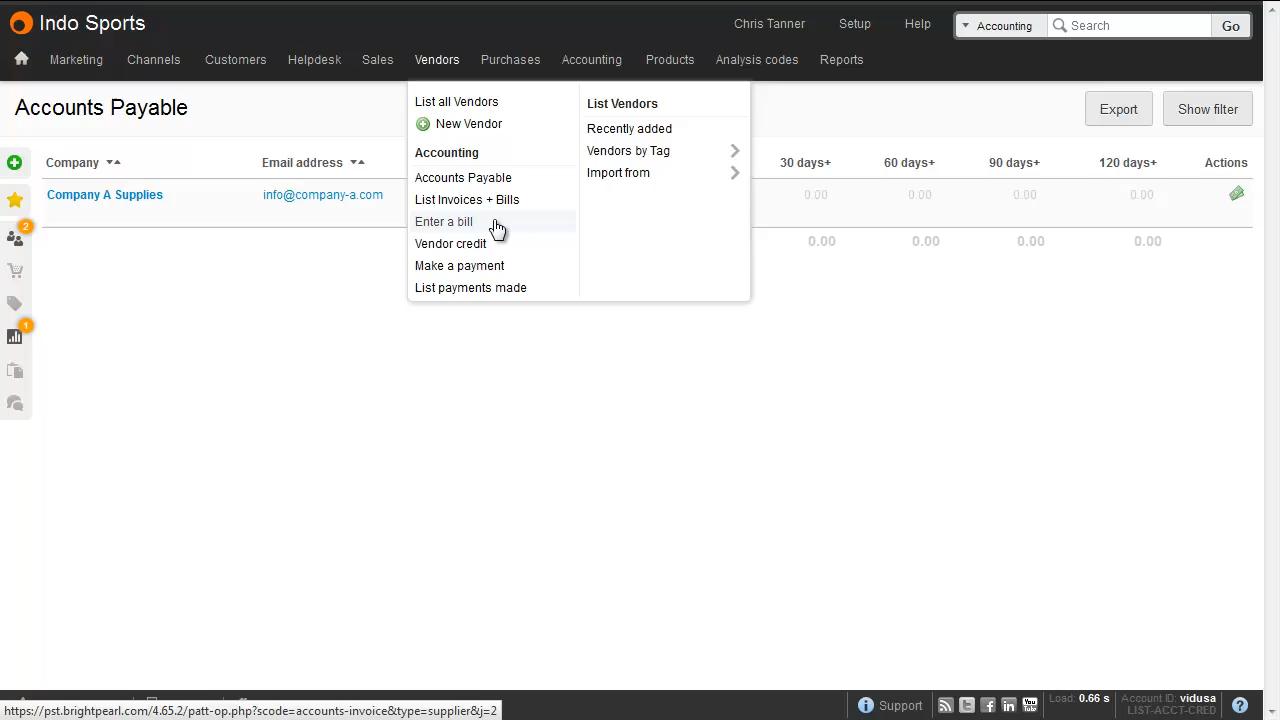 Indo Sports
Chris Tanner Setup Help Accounting Search Go
Marketing Channels Customers Helpdesk Sales Vendors Purchases Accounting Products Analysis codes Reports
Accounts Payable
Export Show filter
List all Vendors
New Vendor
Accounting
Accounts Payable
List Invoices + Bills
Enter a bill
Vendor credit
Make a payment
List payments made
List Vendors
Recently added
Vendors by Tag
Import from
Company Email address 30 days+ 60 days+ 90 days+ 120 days+ Actions
Company A Supplies info@company-a.com 0.00 0.00 0.00 0.00
0.00 0.00 0.00 0.00
2
1
Support
You Tube
Load: 0.66 s
Account ID: vidusa
LIST-ACCT-CRED
https://pst.brightpearl.com/4.65.2/patt-op.php?scode=accounts-invoice&type=supplier&j=2